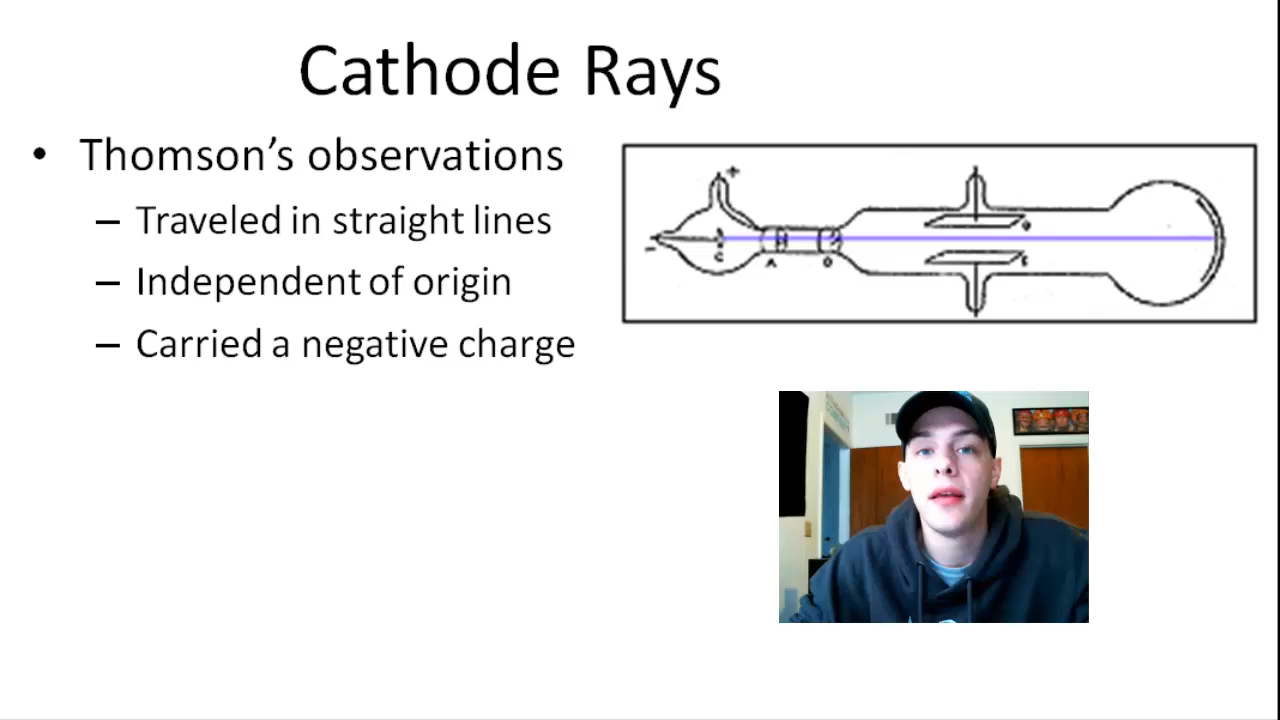 Cathode Rays
• Thomson’s observations
– Traveled in straight lines
– Independent of origin
– Carried a negative charge
+
–
C
A